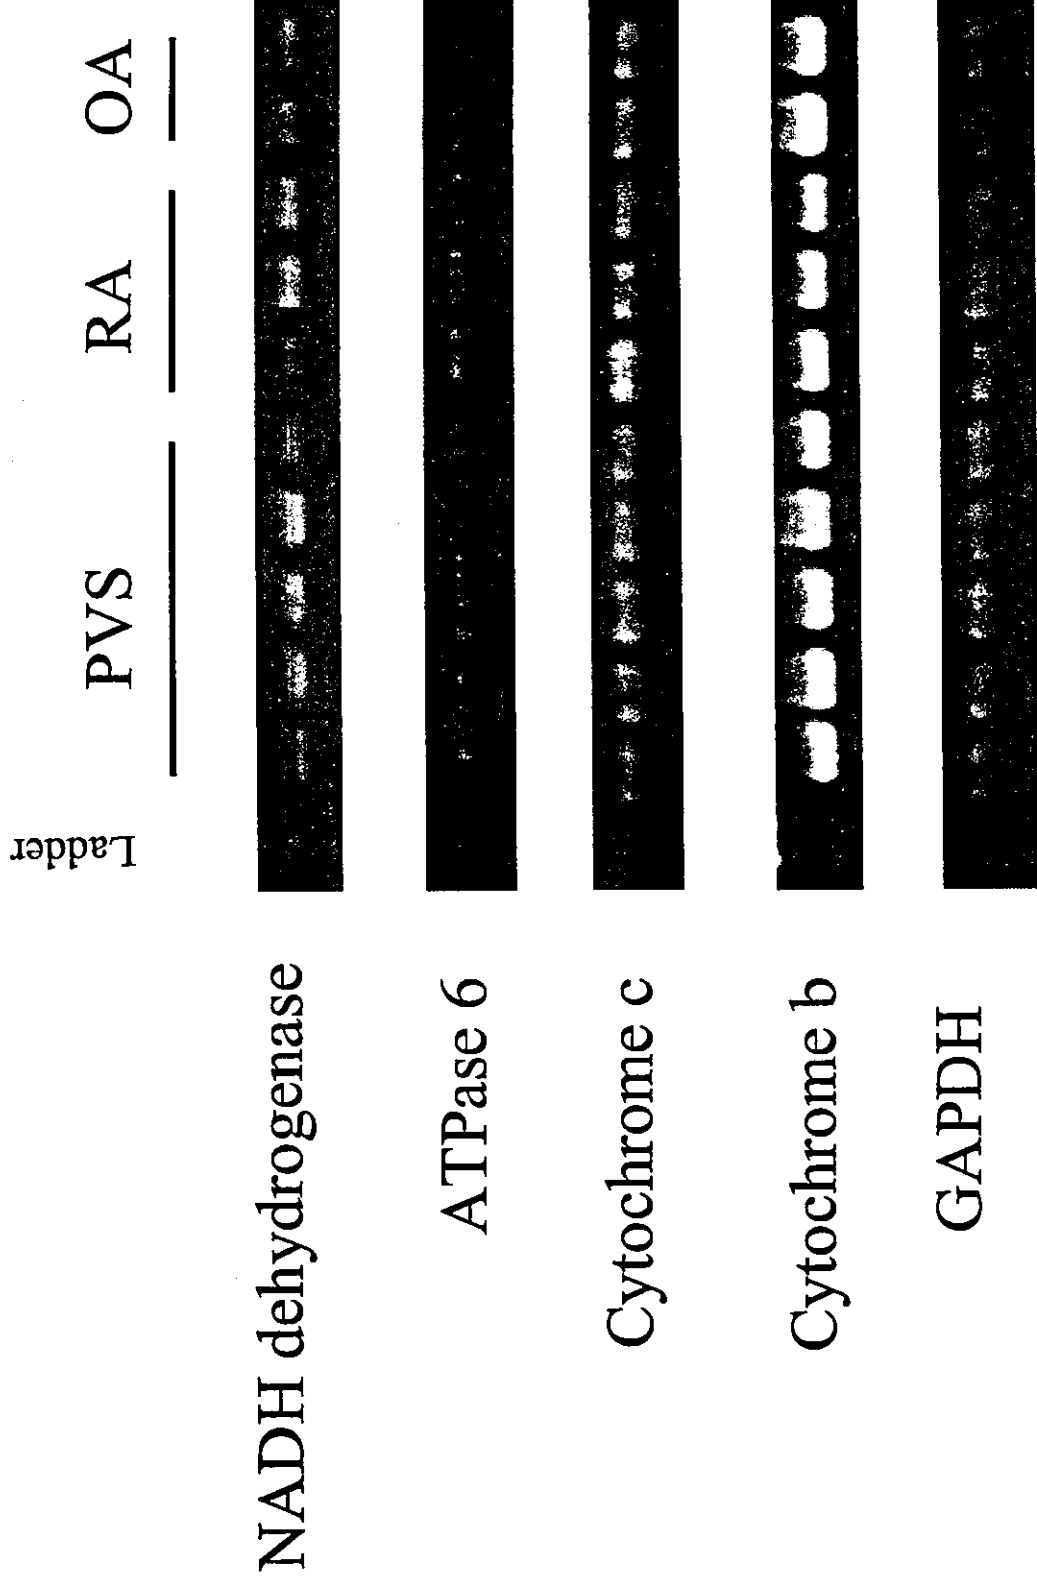 Ladder
PVS
RA
OA
NADH dehydrogenase
ATPase 6
Cytochrome c
Cytochrome b
GAPDH